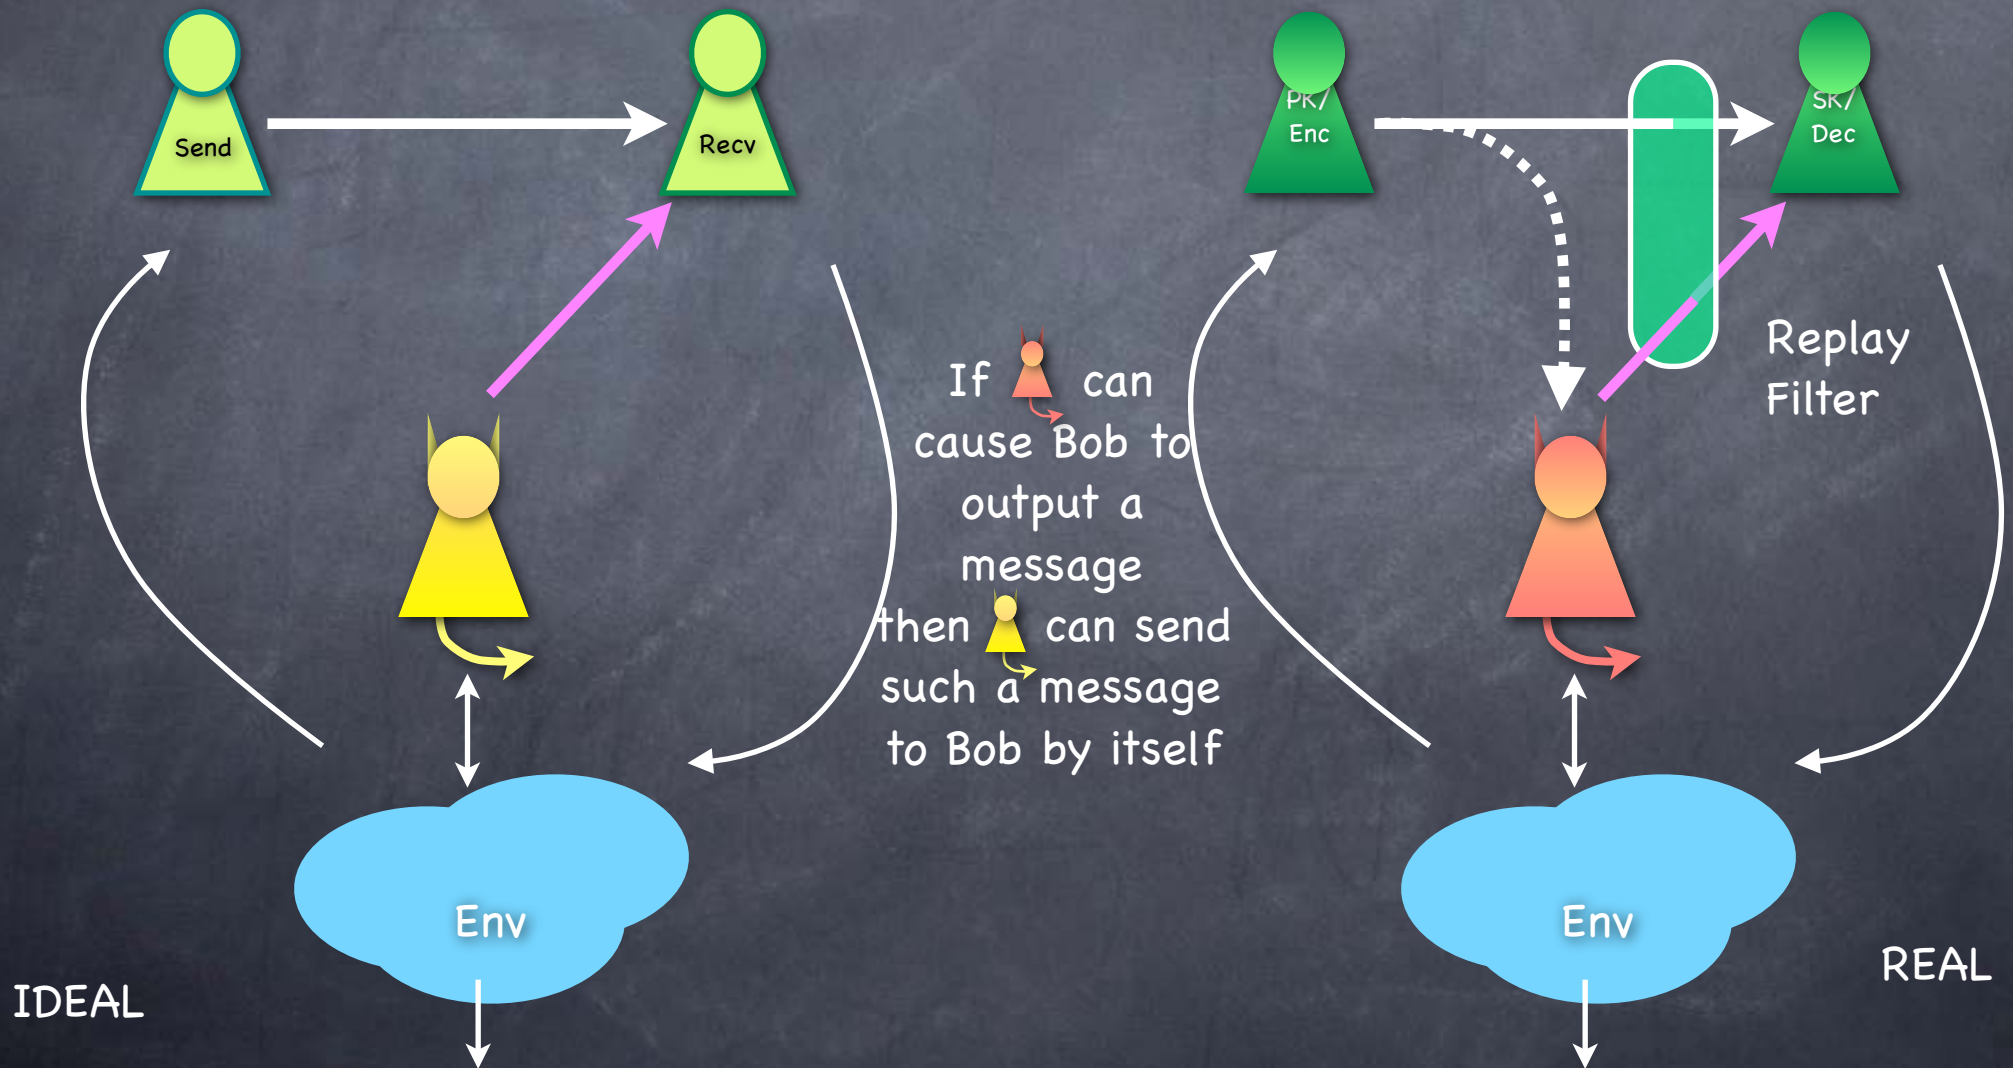 Send
Recv
PK/
Enc
SK/
Dec
If can
cause Bob to
output a
message
then can send
such a message
to Bob by itself
Replay
Filter
Env
Env
IDEAL
REAL